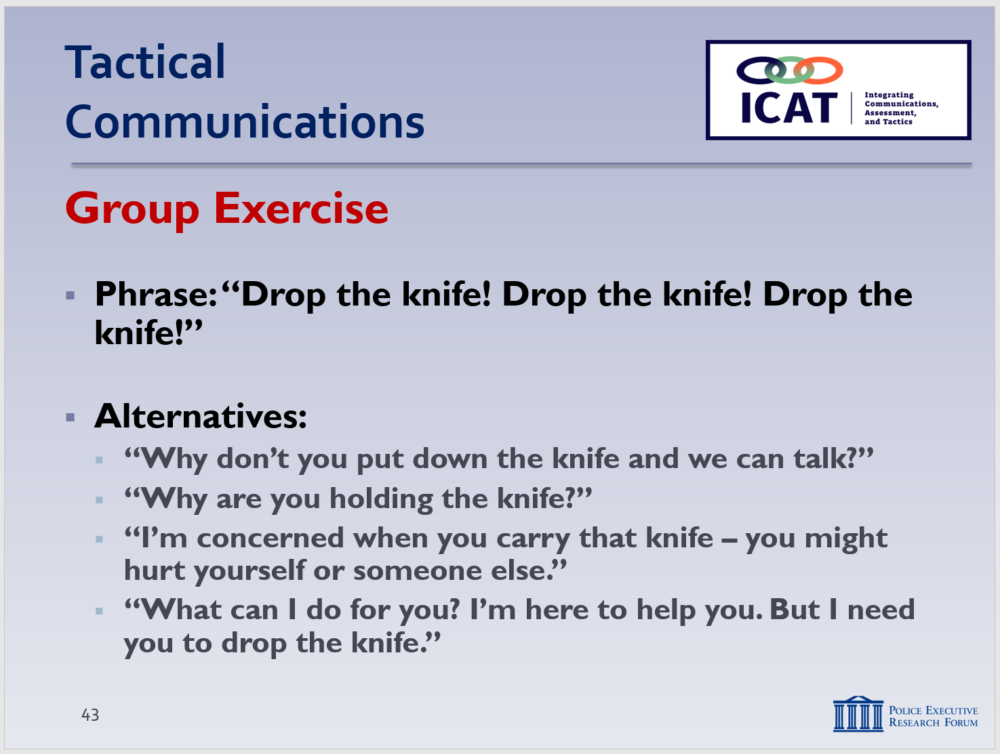 Tactical
Communications
ICAT
Integrating
Communications,
Assessment,
and Tactics
Group Exercise
▪ Phrase: “Drop the knife! Drop the knife! Drop the
knife!”
▪ Alternatives:
▪ “Why don’t you put down the knife and we can talk?”
▪ “Why are you holding the knife?”
▪ “I’m concerned when you carry that knife – you might
hurt yourself or someone else.”
▪ “What can I do for you? I’m here to help you. But I need
you to drop the knife.”
43
POLICE EXECUTIVE
RESEARCH FORUM